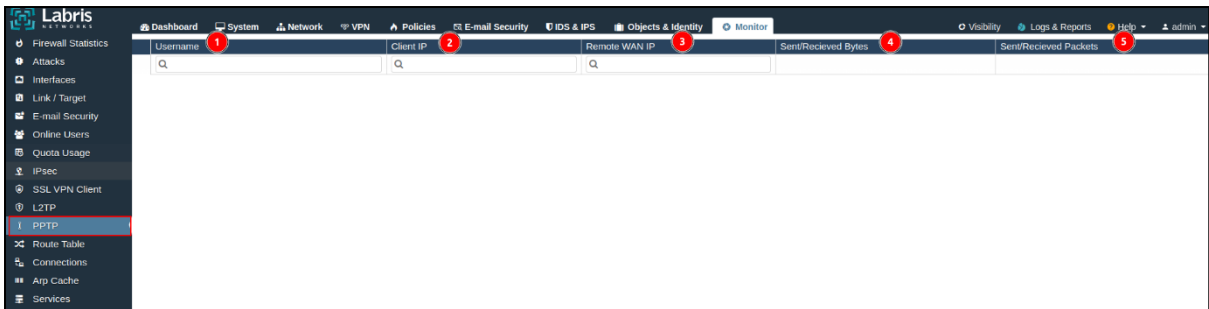 Labris
NETWORKS
Dashboard System Network VPN Policies E-mail Security IDS & IPS Objects & Identity Monitor Visibility Logs & Reports Help admin
Firewall Statistics
Attacks
Interfaces
Link / Target
E-mail Security
Online Users
Quota Usage
IPsec
SSL VPN Client
L2TP
PPTP
Route Table
Connections
Arp Cache
Services
Username 1 Client IP 2 Remote WAN IP 3 Sent/Recieved Bytes 4 Sent/Recieved Packets 5